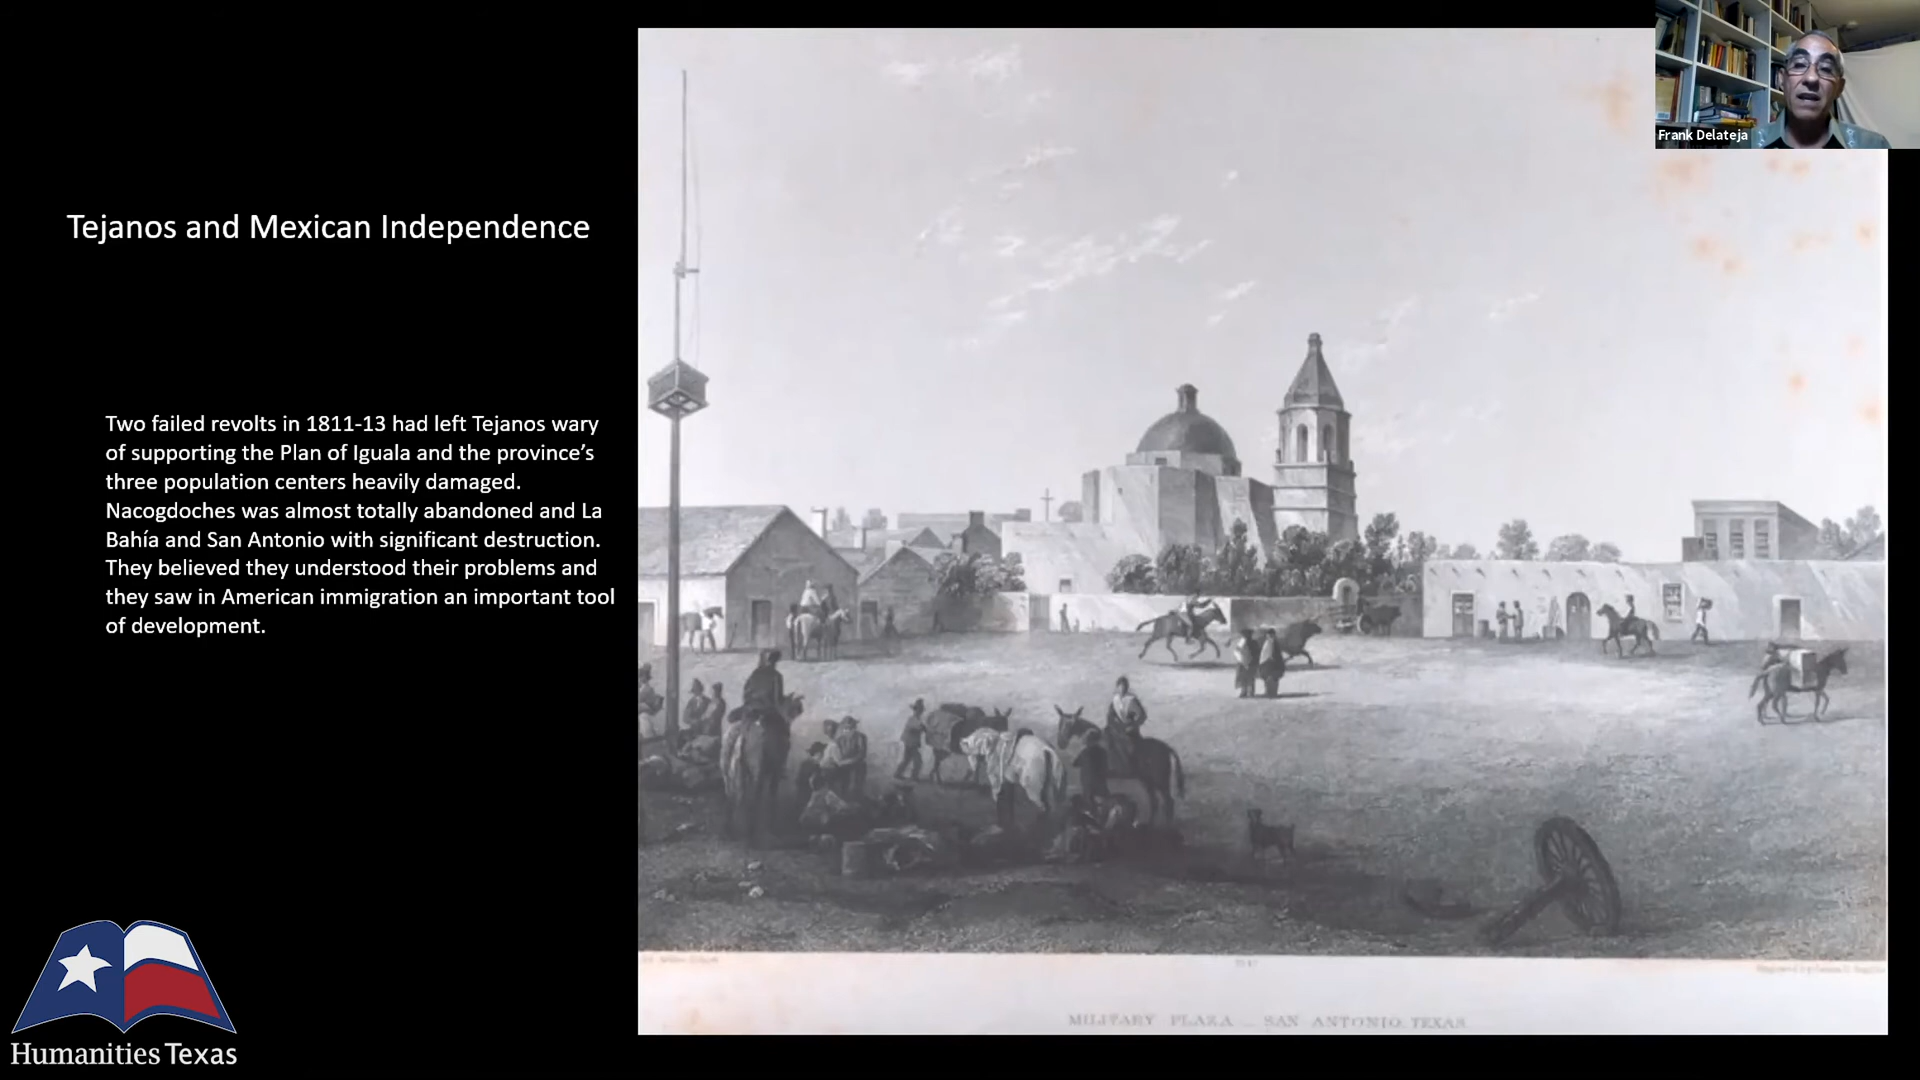 Frank Delateja
Tejanos and Mexican Independence
Two failed revolts in 1811-13 had left Tejanos wary
of supporting the Plan of Iguala and the province’s
three population centers heavily damaged.
Nacogdoches was almost totally abandoned and La
Bahía and San Antonio with significant destruction.
They believed they understood their problems and
they saw in American immigration an important tool
of development.
MILITARY PLAZA _ SAN ANTONIO, TEXAS
Humanities Texas